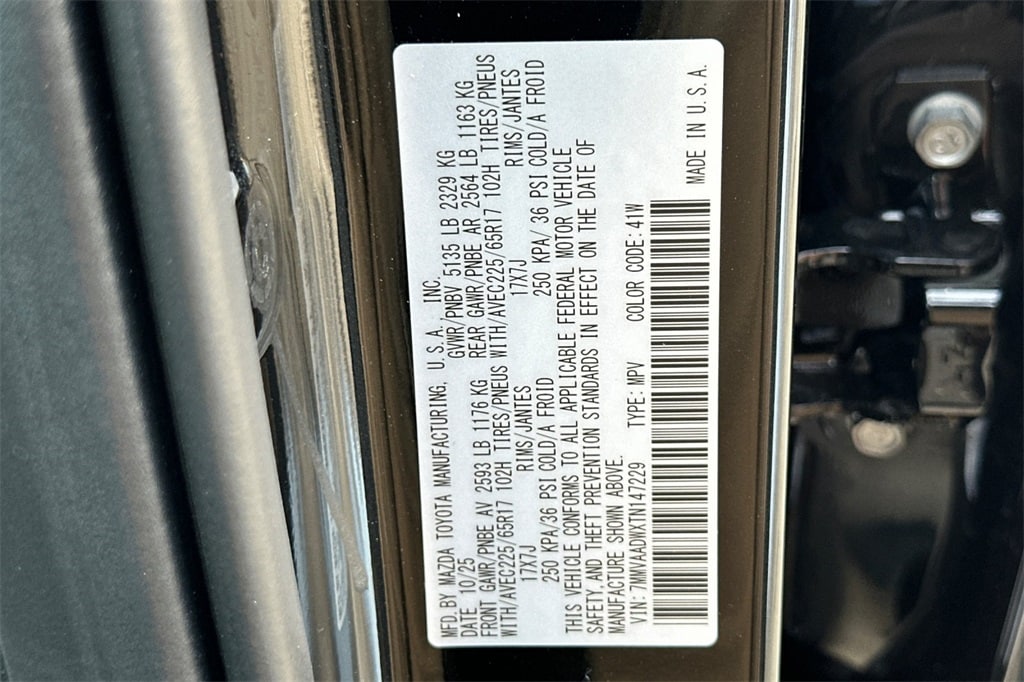 MFD. BY MAZDA TOYOTA MANUFACTURING, U.S.A. INC.
DATE: 10/25 GVWR/PNBV 5135 LB 2329 KG
FRONT GAWR/PNBE AV 2593 LB 1176 KG REAR GAWR/PNBE AR 2564 LB 1163 KG
WITH/AVEC225/65R17 102H TIRES/PNEUS WITH/AVEC225/65R17 102H TIRES/PNEUS
17X7J RIMS/JANTES 17X7J RIMS/JANTES
250 KPA/36 PSI COLD/A FROID 250 KPA/ 36 PSI COLD/A FROID
THIS VEHICLE CONFORMS TO ALL APPLICABLE FEDERAL MOTOR VEHICLE
SAFETY, AND THEFT PREVENTION STANDARDS IN EFFECT ON THE DATE OF
MANUFACTURE SHOWN ABOVE.
VIN: 7MMVAADWXTN147229 TYPE: MPV COLOR CODE: 41W
MADE IN U.S.A.